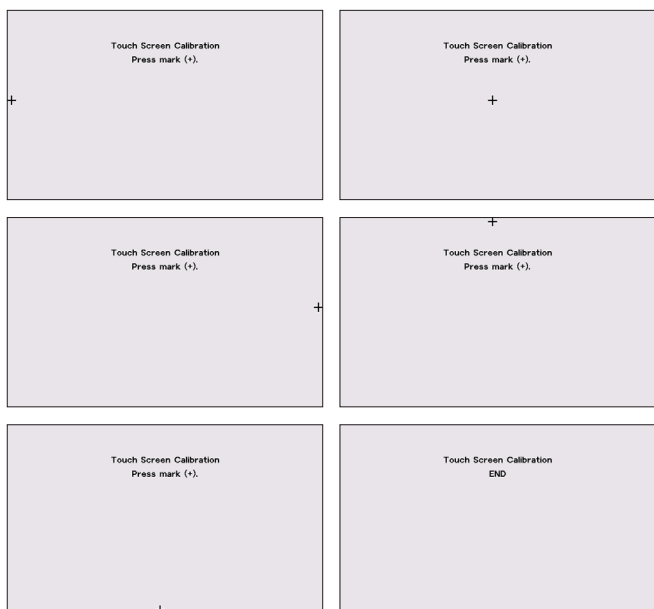 Touch Screen Calibration
Press mark (+).
+
Touch Screen Calibration
Press mark (+).
+
Touch Screen Calibration
Press mark (+).
+
+
Touch Screen Calibration
Press mark (+).
Touch Screen Calibration
Press mark (+).
+
Touch Screen Calibration
END